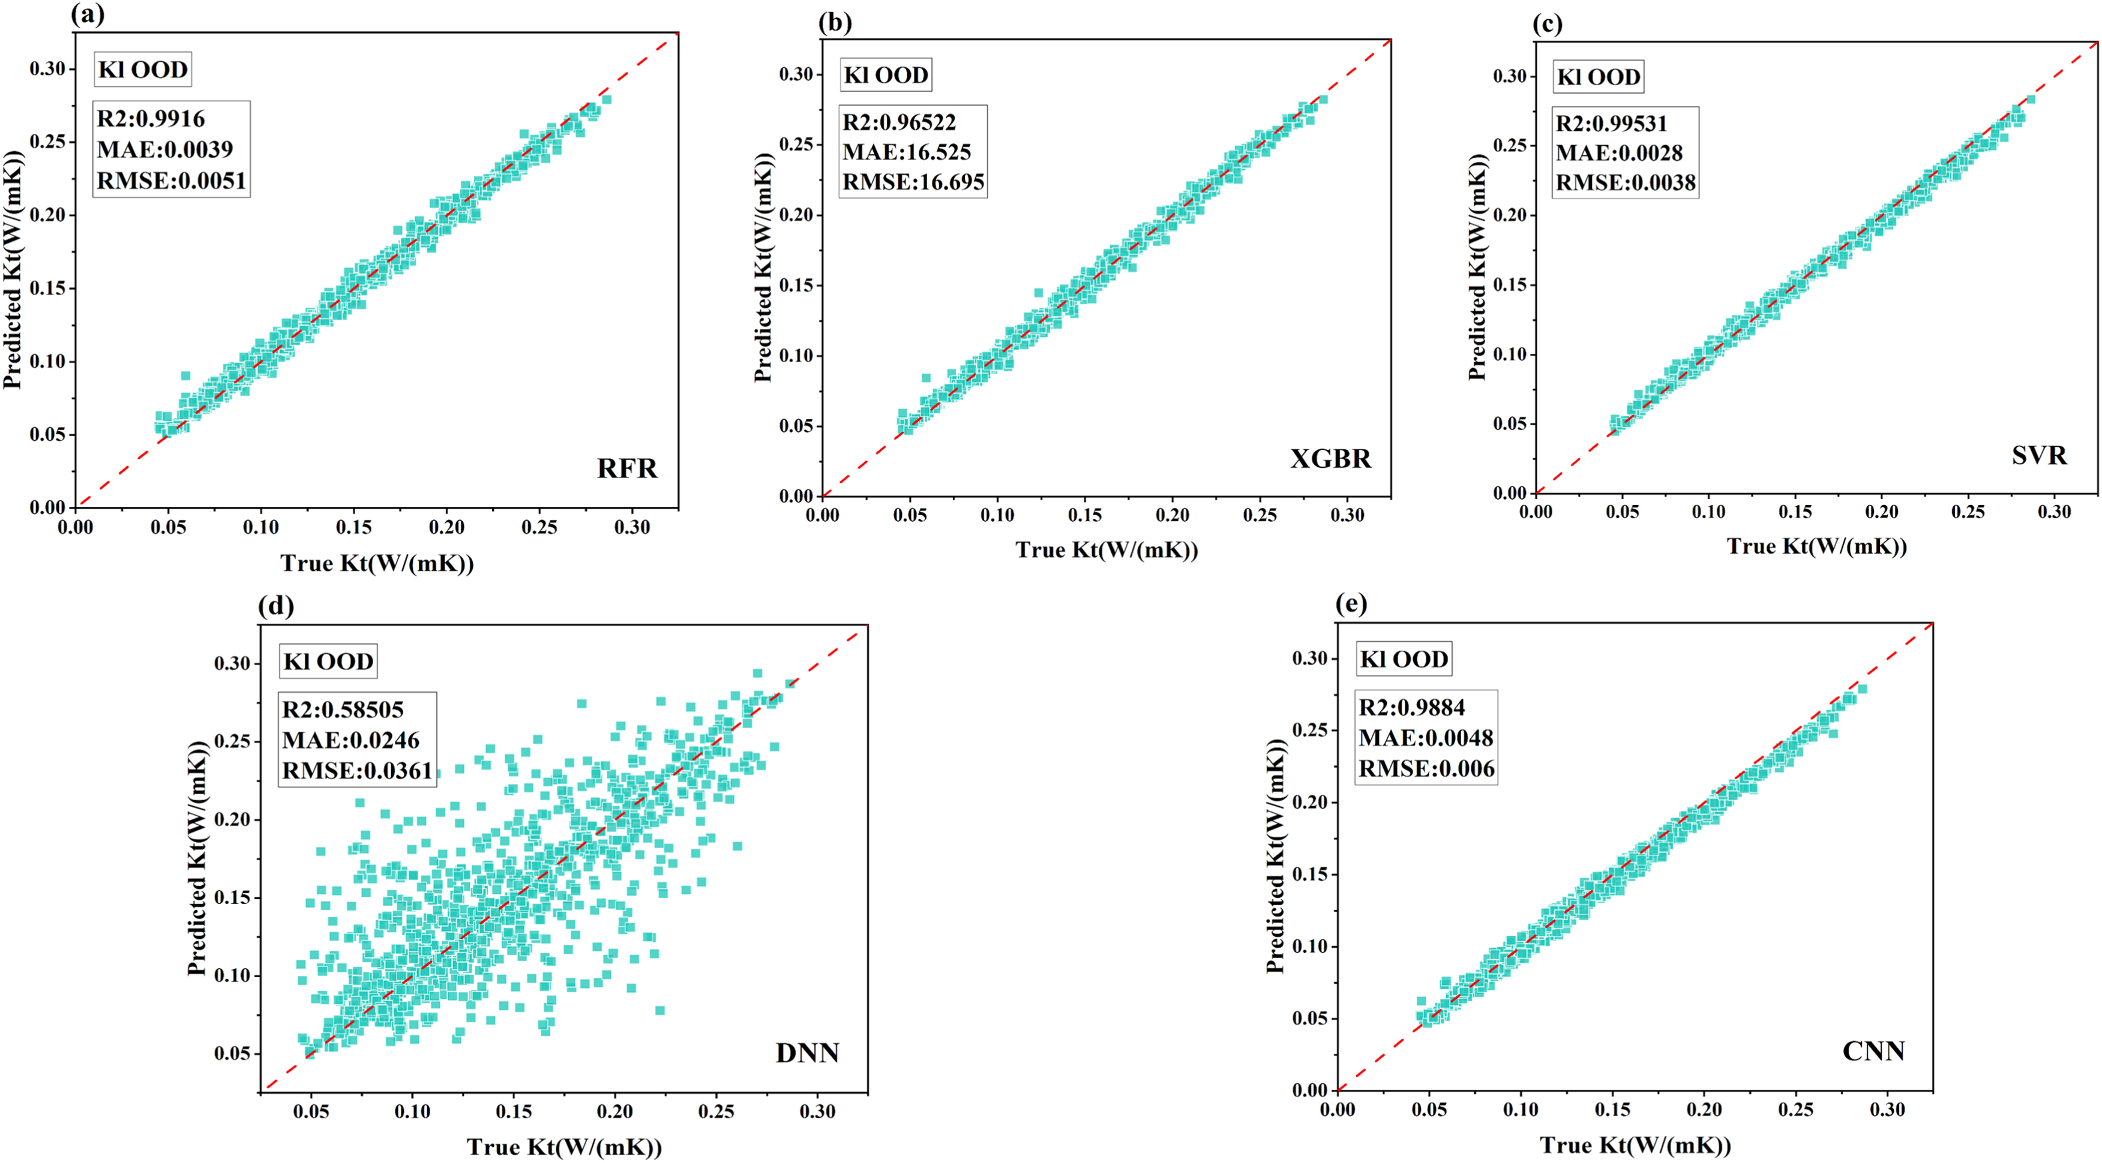 (a)
Kl OOD
R2:0.9916
MAE:0.0039
RMSE:0.0051
RFR
0.30
0.25
0.20
0.15
0.10
0.05
0.00
0.00 0.05 0.10 0.15 0.20 0.25 0.30
Predicted Kt(W/(mK))
True Kt(W/(mK))
(b)
Kl OOD
R2:0.96522
MAE:16.525
RMSE:16.695
XGBR
0.30
0.25
0.20
0.15
0.10
0.05
0.00
0.00 0.05 0.10 0.15 0.20 0.25 0.30
Predicted Kt(W/(mK))
True Kt(W/(mK))
(c)
Kl OOD
R2:0.99531
MAE:0.0028
RMSE:0.0038
SVR
0.30
0.25
0.20
0.15
0.10
0.05
0.00
0.00 0.05 0.10 0.15 0.20 0.25 0.30
Predicted Kt(W/(mK))
True Kt(W/(mK))
(d)
Kl OOD
R2:0.58505
MAE:0.0246
RMSE:0.0361
DNN
0.30
0.25
0.20
0.15
0.10
0.05
0.05 0.10 0.15 0.20 0.25 0.30
Predicted Kt(W/(mK))
True Kt(W/(mK))
(e)
Kl OOD
R2:0.9884
MAE:0.0048
RMSE:0.006
CNN
0.30
0.25
0.20
0.15
0.10
0.05
0.00
0.00 0.05 0.10 0.15 0.20 0.25 0.30
Predicted Kt(W/(mK))
True Kt(W/(mK))